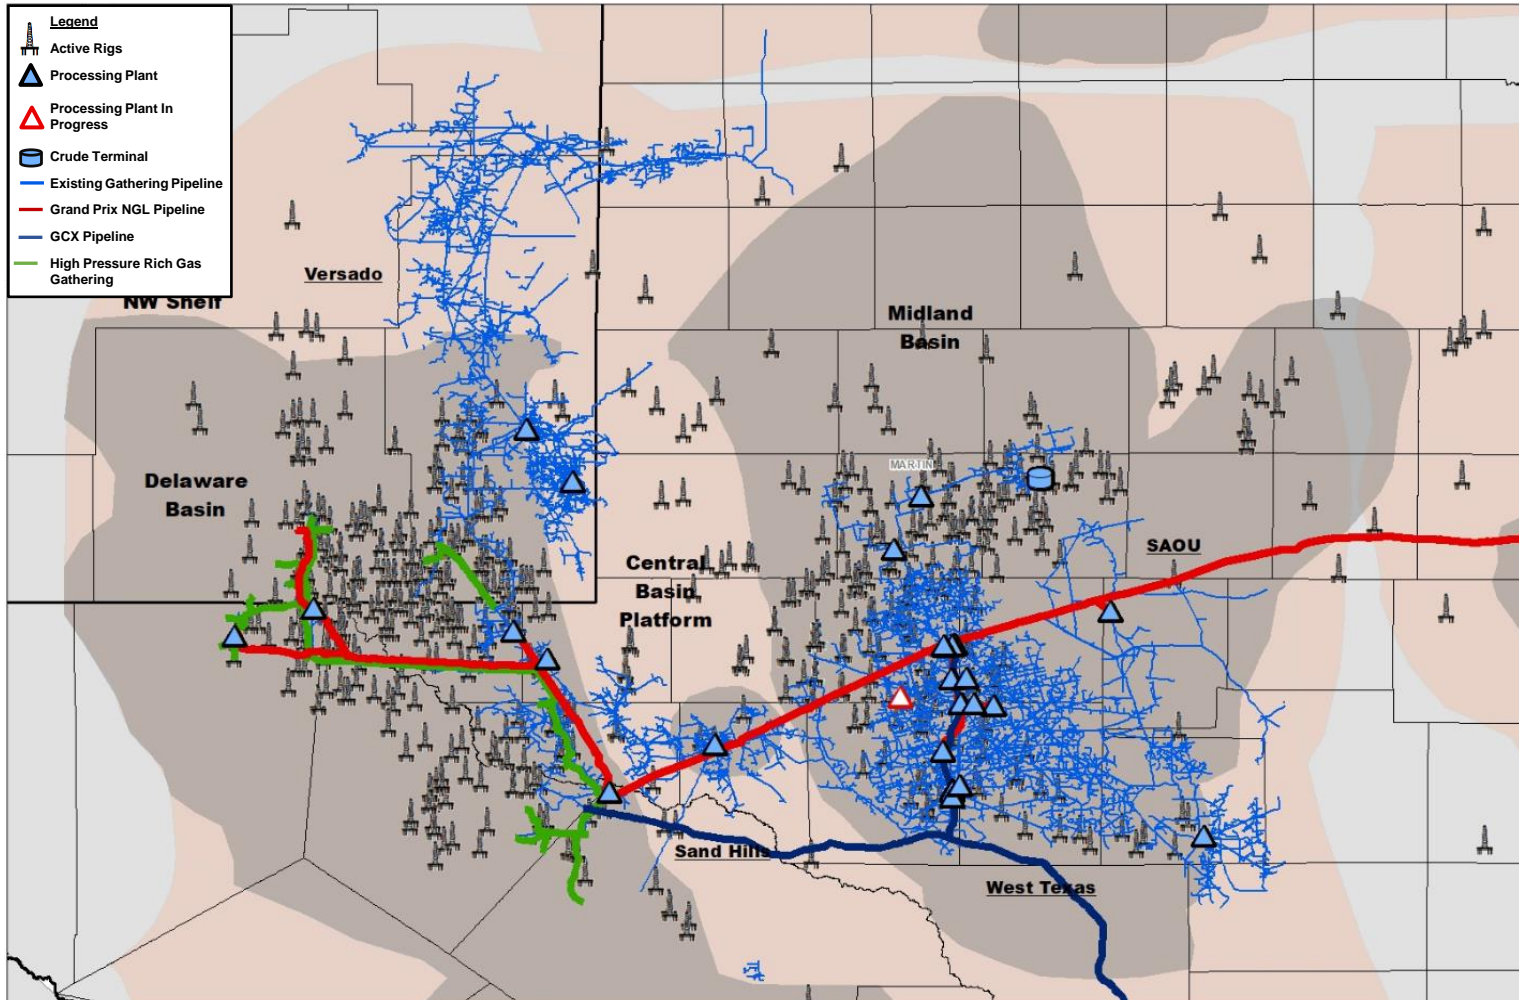 Legend
Active Rigs
Processing Plant
Processing Plant In
Progress
Crude Terminal
Existing Gathering Pipeline
Grand Prix NGL Pipeline
GCX Pipeline
High Pressure Rich Gas
Gathering
NW Shelf
Versado
Midland
Basin
MARTIN
Delaware
Basin
SAOU
Central
Basin
Platform
Sand Hills
West Texas